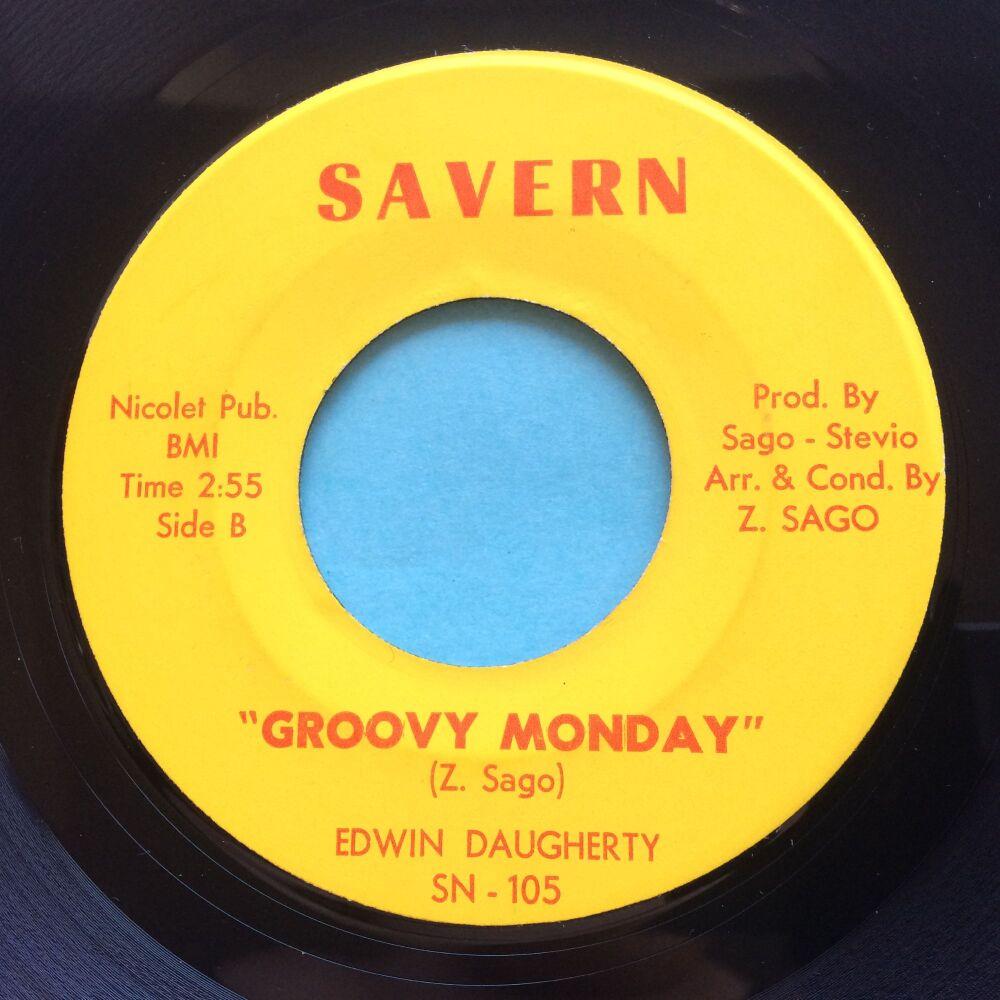 SAVERN
Nicolet Pub.
BMI
Time 2:55
Side B
Prod. By
Sago - Stevio
Arr. & Cond. By
Z. SAGO
"GROOVY MONDAY"
(Z. Sago)
EDWIN DAUGHERTY
SN - 105